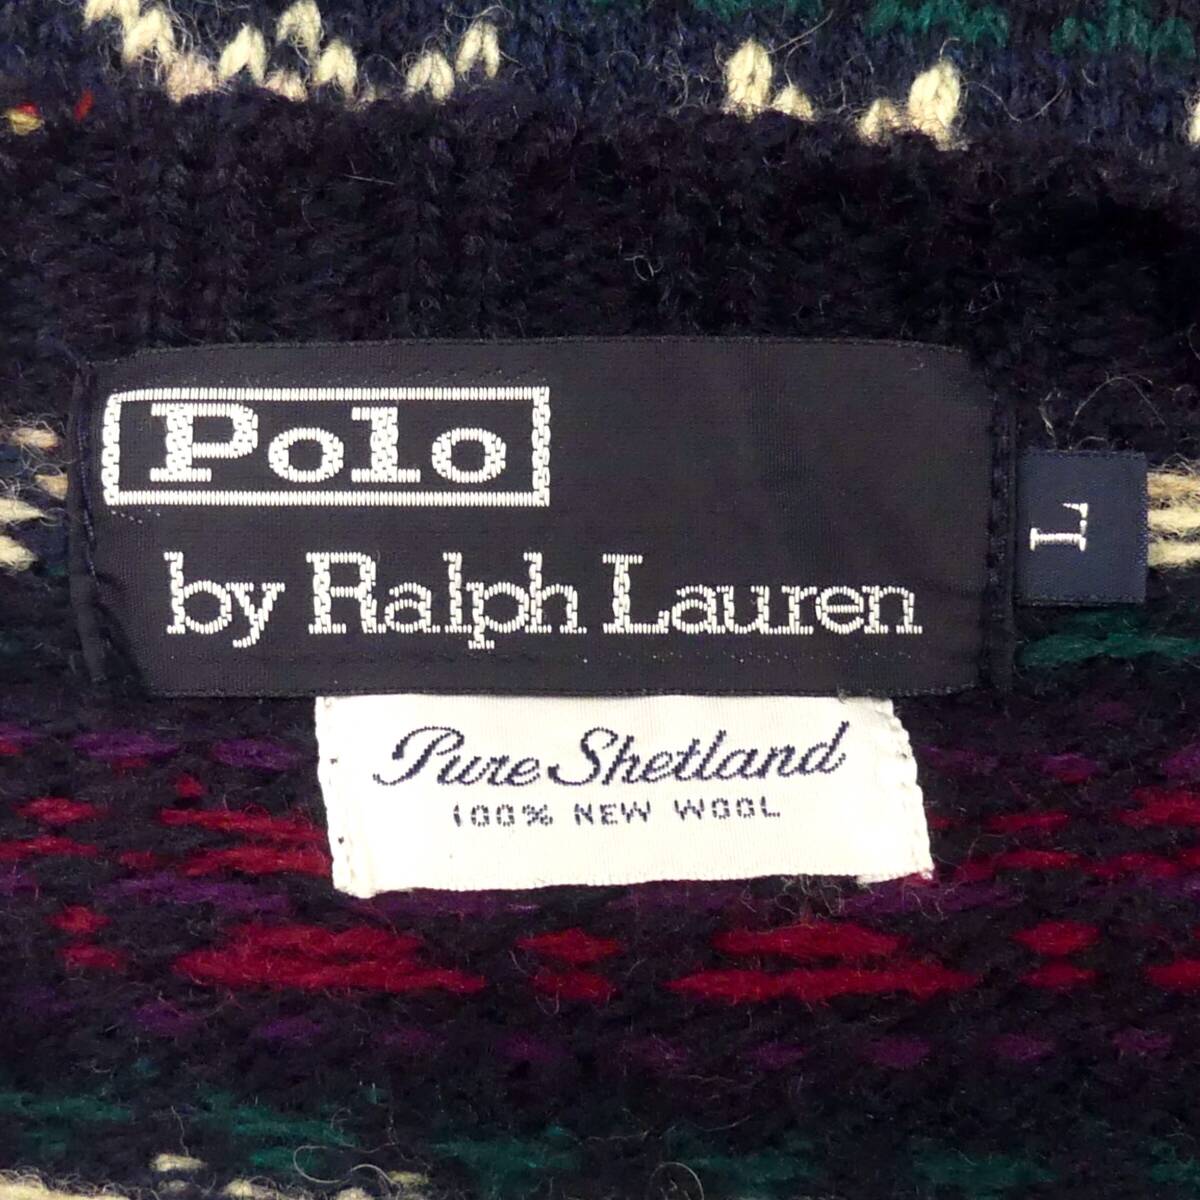 Polo
by Ralph Lauren
L
Pure Shetland
100% NEW WOOL